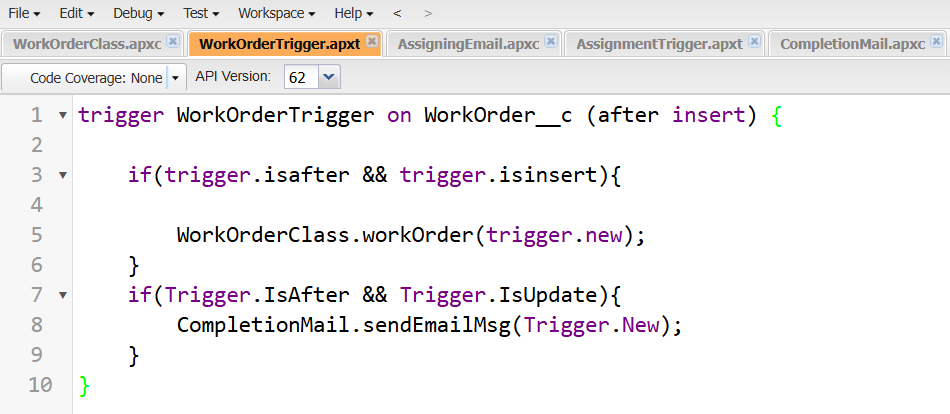 File Edit Debug Test Workspace Help < >
WorkOrderClass.apxc WorkOrderTrigger.apxt AssigningEmail.apxc AssignmentTrigger.apxt CompletionMail.apxc
Code Coverage: None API Version: 62
1 trigger WorkOrderTrigger on WorkOrder__c (after insert) {
2
3 if(trigger.isafter && trigger.isinsert){
4
5 WorkOrderClass.workOrder(trigger.new);
6 }
7 if(Trigger.IsAfter && Trigger.IsUpdate){
8 CompletionMail.sendEmailMsg(Trigger.New);
9 }
10 }